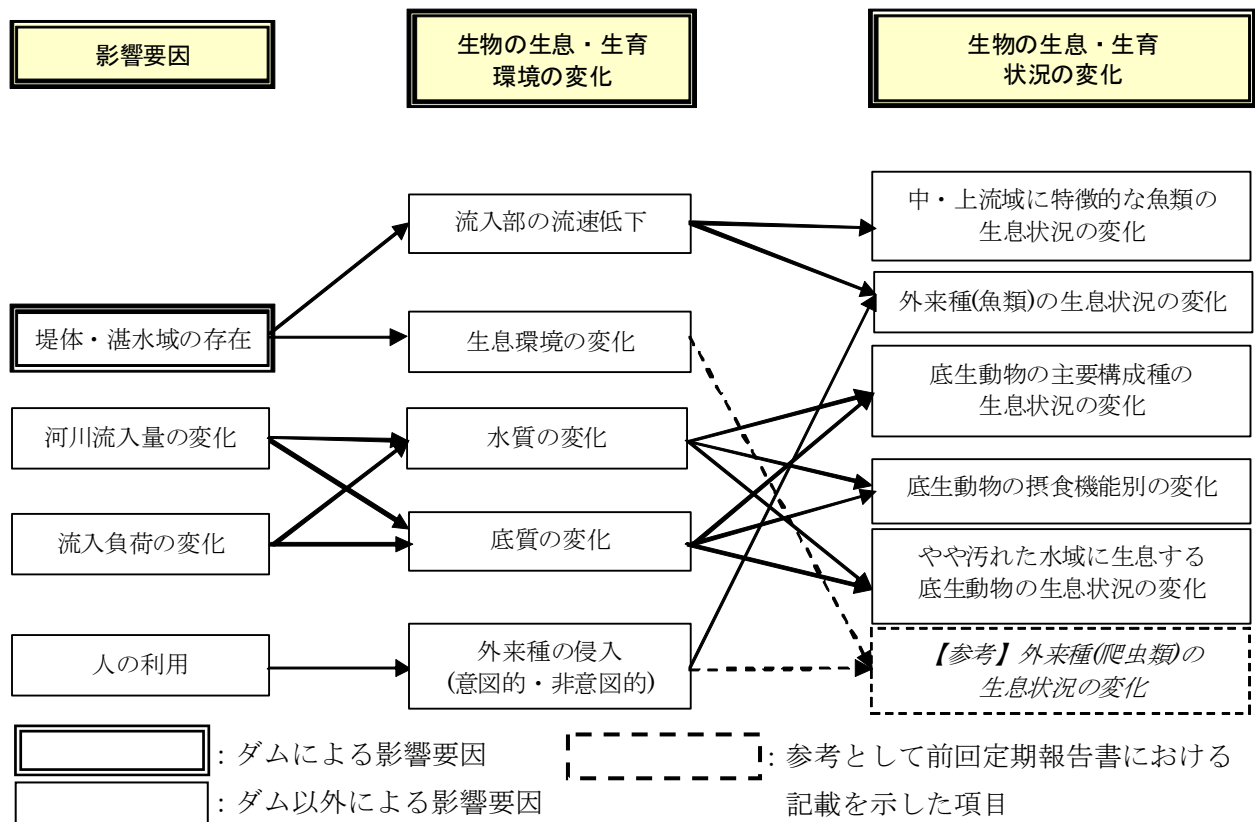 影響要因
生物の生息・生育
環境の変化
生物の生息・生育
状況の変化
流入部の流速低下
中・上流域に特徴的な魚類の
生息状況の変化
外来種(魚類)の生息状況の変化
堤体・湛水域の存在
生息環境の変化
底生動物の主要構成種の
生息状況の変化
河川流入量の変化
水質の変化
底生動物の摂食機能別の変化
流入負荷の変化
底質の変化
やや汚れた水域に生息する
底生動物の生息状況の変化
人の利用
外来種の侵入
(意図的・非意図的)
【参考】外来種(爬虫類)の
生息状況の変化
：ダムによる影響要因
：ダム以外による影響要因
：参考として前回定期報告書における
記載を示した項目